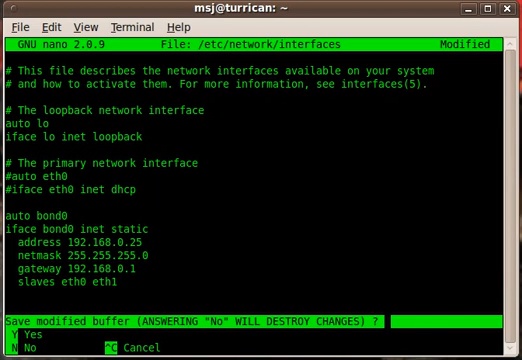 msj@turrican: ~
File Edit View Terminal Help
GNU nano 2.0.9 File: /etc/network/interfaces Modified
# This file describes the network interfaces available on your system
# and how to activate them. For more information, see interfaces(5).
# The loopback network interface
auto lo
iface lo inet loopback
# The primary network interface
#auto eth0
#iface eth0 inet dhcp
auto bond0
iface bond0 inet static
address 192.168.0.25
netmask 255.255.255.0
gateway 192.168.0.1
slaves eth0 eth1
Save modified buffer (ANSWERING "No" WILL DESTROY CHANGES) ?
Y Yes
N No ^C Cancel